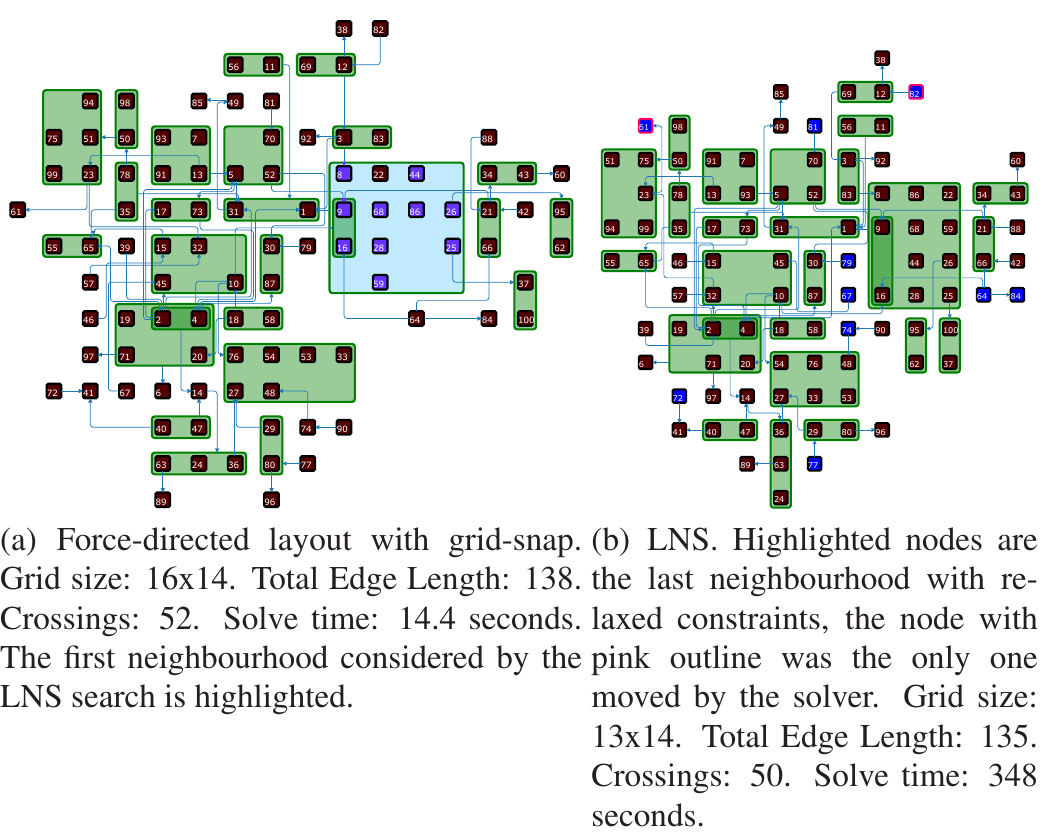 38 82
56 11 69 12
94 98 85 49 81
75 51 50 93 7 70 92 3 83 88
99 23 78 91 13 5 52 8 22 44 34 43 60
61 35 17 73 31 1 9 68 86 26 21 42 95
55 65 39 15 32 30 79 16 28 25 66 62
57 45 10 87 59 37
46 19 2 4 18 58 64 84 100
97 71 20 76 54 53 33
72 41 67 6 14 27 48
40 47 29 74 90
63 24 36 80 77
89 96
38
85 69 12 82
61 98 49 81 56 11
51 75 50 91 7 70 3 92 60
23 78 13 93 5 52 83 8 86 22 34 43
94 99 35 17 73 31 1 9 68 28 21 88
55 65 46 15 45 30 79 44 26 66 42
57 32 10 87 67 16 28 25 64 84
39 19 2 4 18 58 74 90 95 100
6 71 20 54 76 48 62 37
72 97 14 27 33 53
41 40 47 36 29 80 96
89 63 77
24
(a) Force-directed layout with grid-snap.
Grid size: 16x14. Total Edge Length: 138.
Crossings: 52. Solve time: 14.4 seconds.
The first neighbourhood considered by the
LNS search is highlighted.
(b) LNS. Highlighted nodes are
the last neighbourhood with re-
laxed constraints, the node with
pink outline was the only one
moved by the solver. Grid size:
13x14. Total Edge Length: 135.
Crossings: 50. Solve time: 348
seconds.